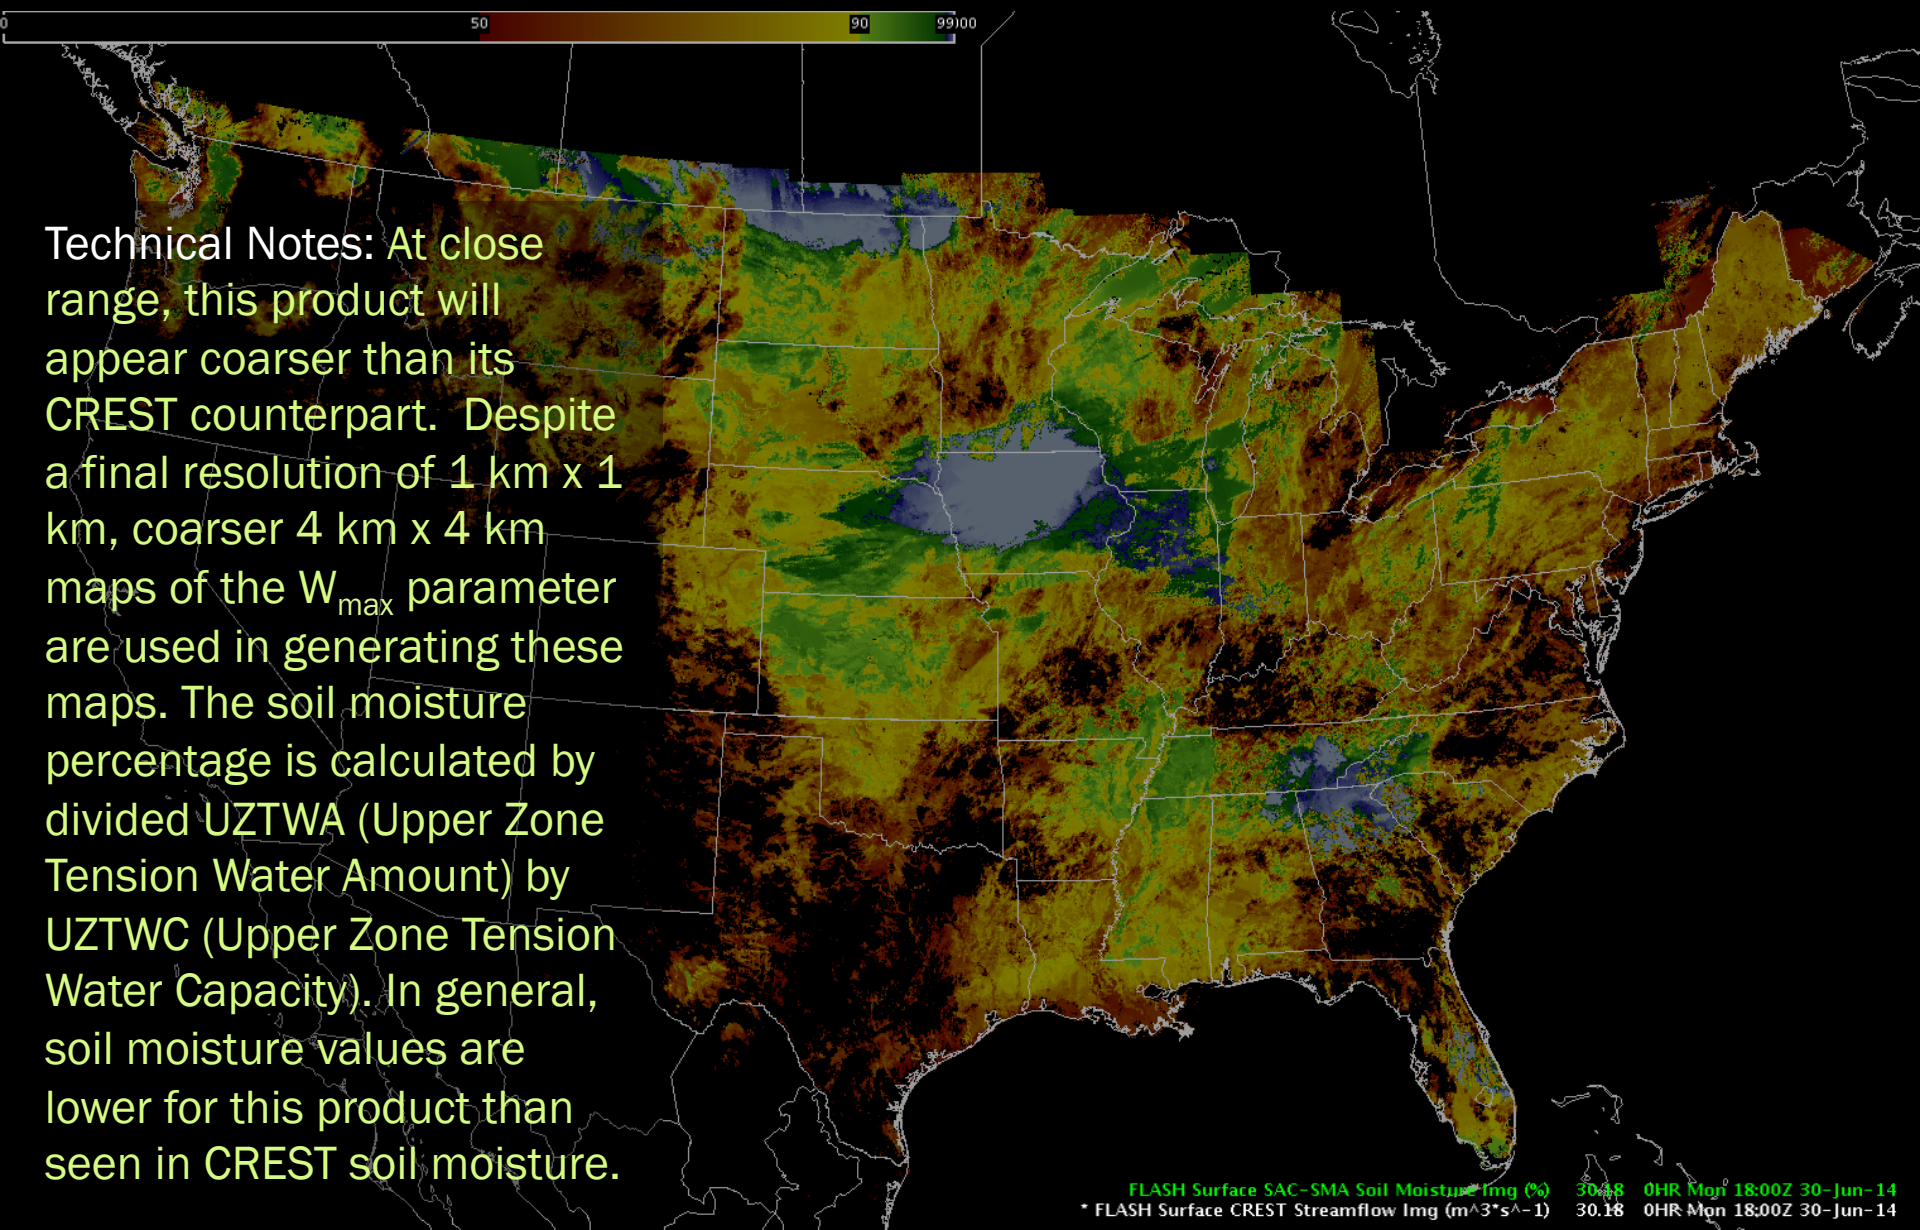 0 50 90 99100
Technical Notes: At close
range, this product will
appear coarser than its
CREST counterpart. Despite
a final resolution of 1 km x 1
km, coarser 4 km x 4 km
maps of the Wmax parameter
are used in generating these
maps. The soil moisture
percentage is calculated by
divided UZTWA (Upper Zone
Tension Water Amount) by
UZTWC (Upper Zone Tension
Water Capacity). In general,
soil moisture values are
lower for this product than
seen in CREST soil moisture.
FLASH Surface SAC-SMA Soil Moisture Img (%) 30.18 0HR Mon 18:00Z 30-Jun-14
* FLASH Surface CREST Streamflow Img (m^3*s^-1) 30.18 0HR Mon 18:00Z 30-Jun-14